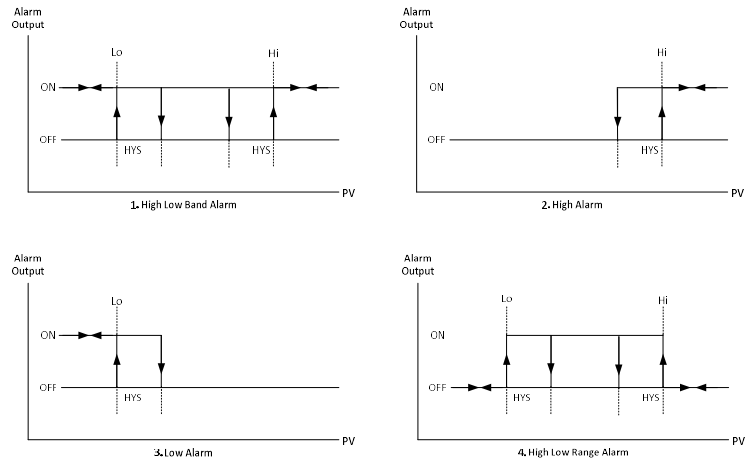 Alarm
Output
Lo
Hi
ON
OFF
HYS
HYS
PV
1. High Low Band Alarm
Alarm
Output
Hi
ON
OFF
HYS
PV
2. High Alarm
Alarm
Output
Lo
ON
OFF
HYS
PV
3. Low Alarm
Alarm
Output
Lo
Hi
ON
OFF
HYS
HYS
PV
4. High Low Range Alarm